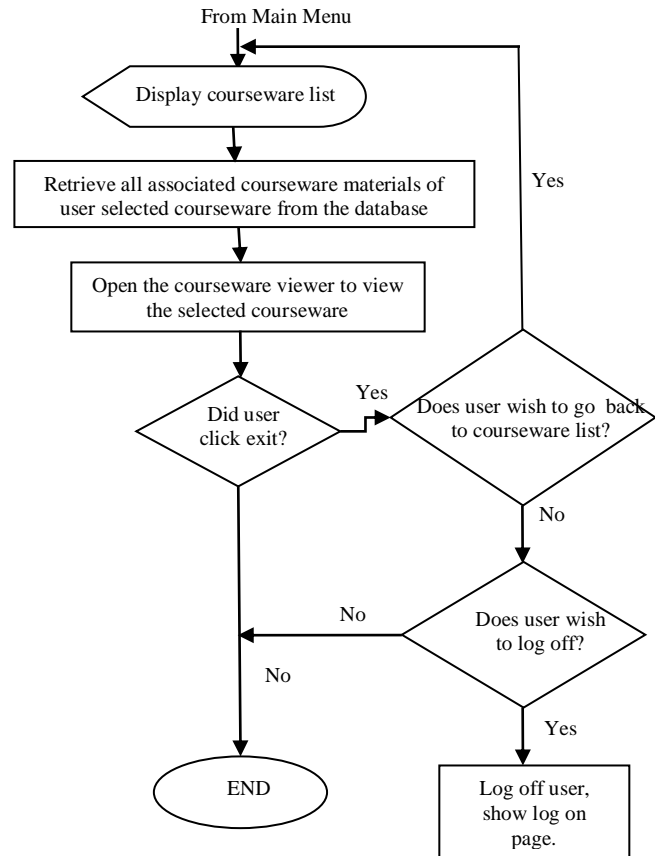 From Main Menu
Display courseware list
Retrieve all associated courseware materials of
user selected courseware from the database
Yes
Open the courseware viewer to view
the selected courseware
Yes
Did user
click exit?
Does user wish to go back
to courseware list?
No
No
Does user wish
to log off?
No
Yes
END
Log off user,
show log on
page.